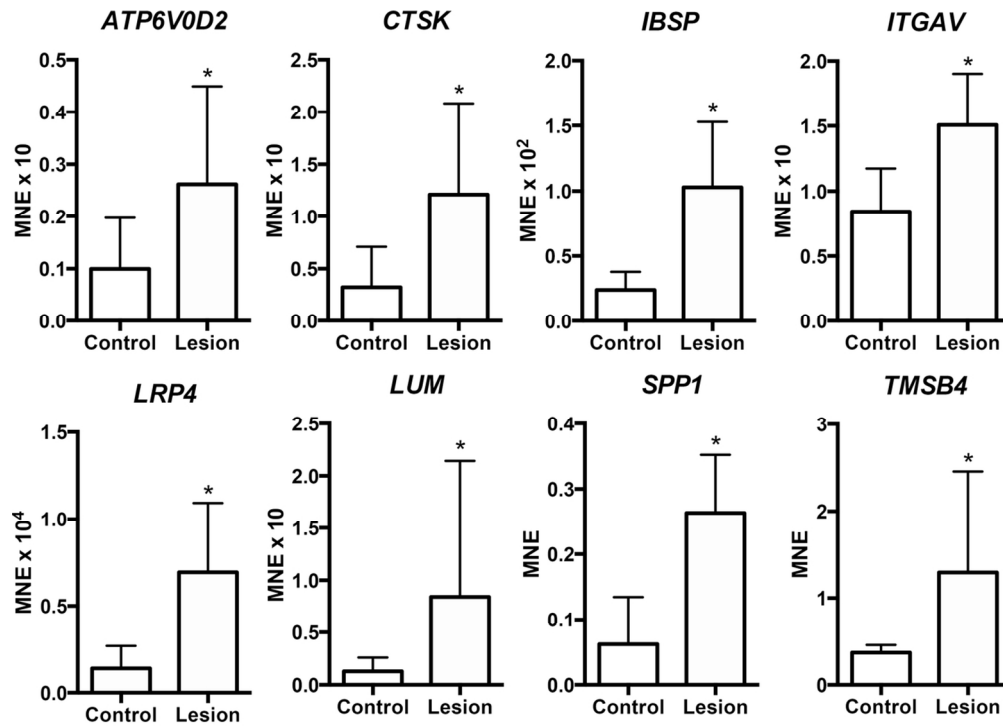 ATP6V0D2
CTSK
IBSP
ITGAV
0.5
0.4
0.3
0.2
0.1
0.0
MNE x 10
*
Control Lesion
2.5
2.0
1.5
1.0
0.5
0.0
MNE x 10
*
Control Lesion
2.0
1.5
1.0
0.5
0.0
MNE x 10²
*
Control Lesion
2.0
1.5
1.0
0.5
0.0
MNE x 10
*
Control Lesion
LRP4
LUM
SPP1
TMSB4
1.5
1.0
0.5
0.0
MNE x 10⁴
*
Control Lesion
2.5
2.0
1.5
1.0
0.5
0.0
MNE x 10
*
Control Lesion
0.4
0.3
0.2
0.1
0.0
MNE
*
Control Lesion
3
2
1
0
MNE
*
Control Lesion